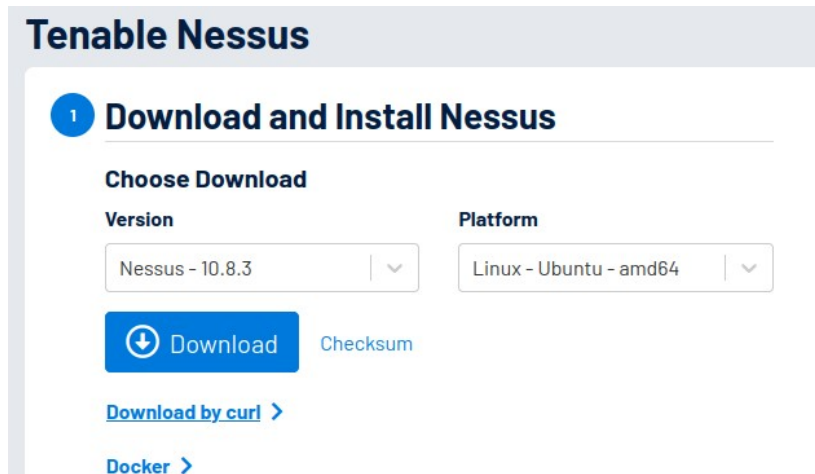 Tenable Nessus
1 Download and Install Nessus
Choose Download
Version Platform
Nessus - 10.8.3 Linux - Ubuntu - amd64
Download Checksum
Download by curl
Docker